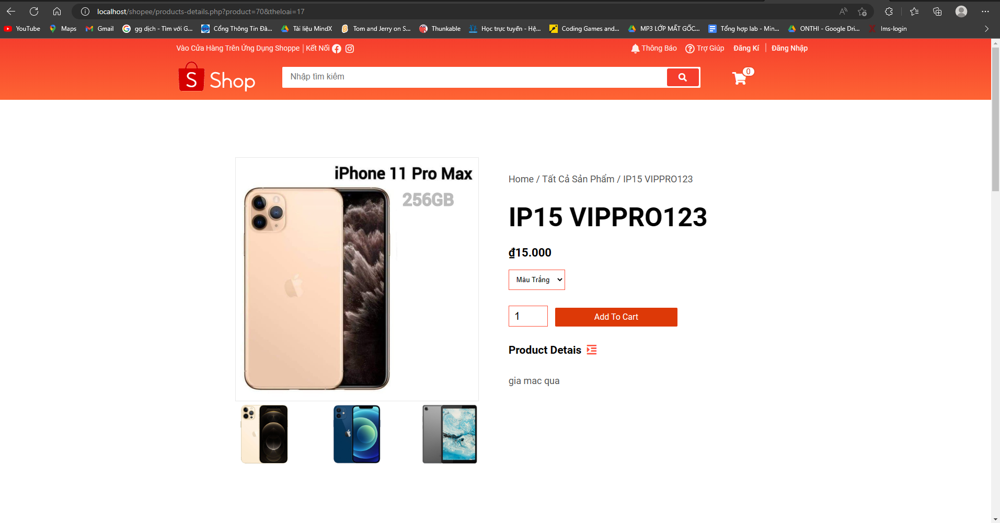 localhost/shopee/products-details.php?product=70&theloai=17
YouTube Maps Gmail gg dịch - Tìm với G... Cổng Thông Tin Đà... Tài liệu MindX Tom and Jerry on S... Thunkable Học trực tuyến - Hệ... Coding Games and... MP3 LỚP MẤT GỐC... Tổng hợp lab - Min... ONTHI - Google Dri... lms-login
Vào Cửa Hàng Trên Ứng Dụng Shoppe | Kết Nối Thông Báo Trợ Giúp Đăng Kí | Đăng Nhập
S Shop Nhập tìm kiếm 0
iPhone 11 Pro Max
256GB
Home / Tất Cả Sản Phẩm / IP15 VIPPRO123
IP15 VIPPRO123
₫15.000
Màu Trắng
1 Add To Cart
Product Detais
gia mac qua